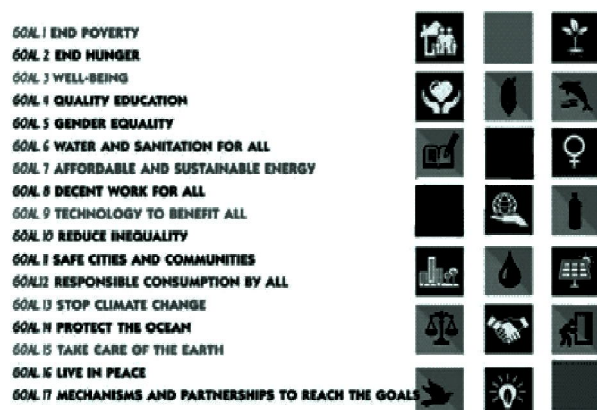 GOAL 1 END POVERTY
GOAL 2 END HUNGER
GOAL 3 WELL-BEING
GOAL 4 QUALITY EDUCATION
GOAL 5 GENDER EQUALITY
GOAL 6 WATER AND SANITATION FOR ALL
GOAL 7 AFFORDABLE AND SUSTAINABLE ENERGY
GOAL 8 DECENT WORK FOR ALL
GOAL 9 TECHNOLOGY TO BENEFIT ALL
GOAL 10 REDUCE INEQUALITY
GOAL 11 SAFE CITIES AND COMMUNITIES
GOAL12 RESPONSIBLE CONSUMPTION BY ALL
GOAL 13 STOP CLIMATE CHANGE
GOAL 14 PROTECT THE OCEAN
GOAL 15 TAKE CARE OF THE EARTH
GOAL 16 LIVE IN PEACE
GOAL 17 MECHANISMS AND PARTNERSHIPS TO REACH THE GOALS